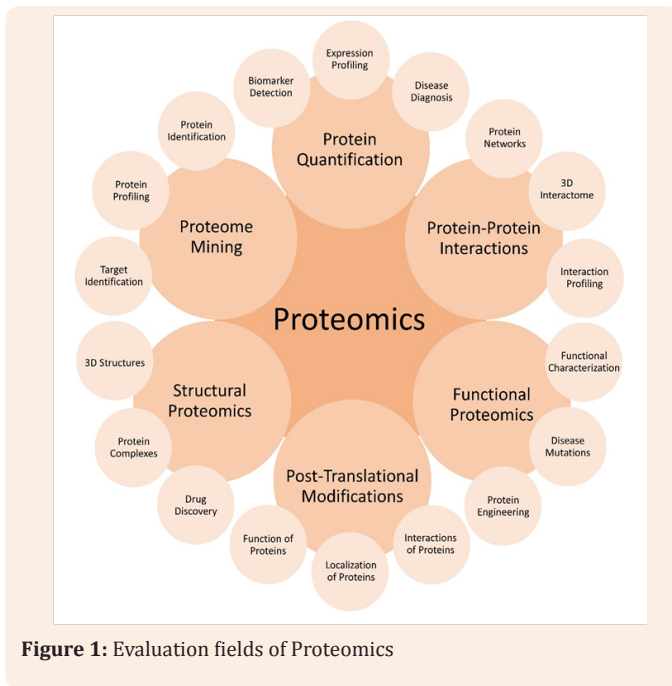 Expression
Profiling
Biomarker
Detection
Disease
Diagnosis
Protein
Quantification
Protein
Identification
Protein
Networks
Protein
Profiling
3D
Interactome
Proteome
Mining
Protein-Protein
Interactions
Target
Identification
Interaction
Profiling
Proteomics
3D Structures
Functional
Characterization
Structural
Proteomics
Functional
Proteomics
Protein
Complexes
Disease
Mutations
Post-Translational
Modifications
Drug
Discovery
Protein
Engineering
Function of
Proteins
Interactions
of Proteins
Localization
of Proteins
Figure 1: Evaluation fields of Proteomics